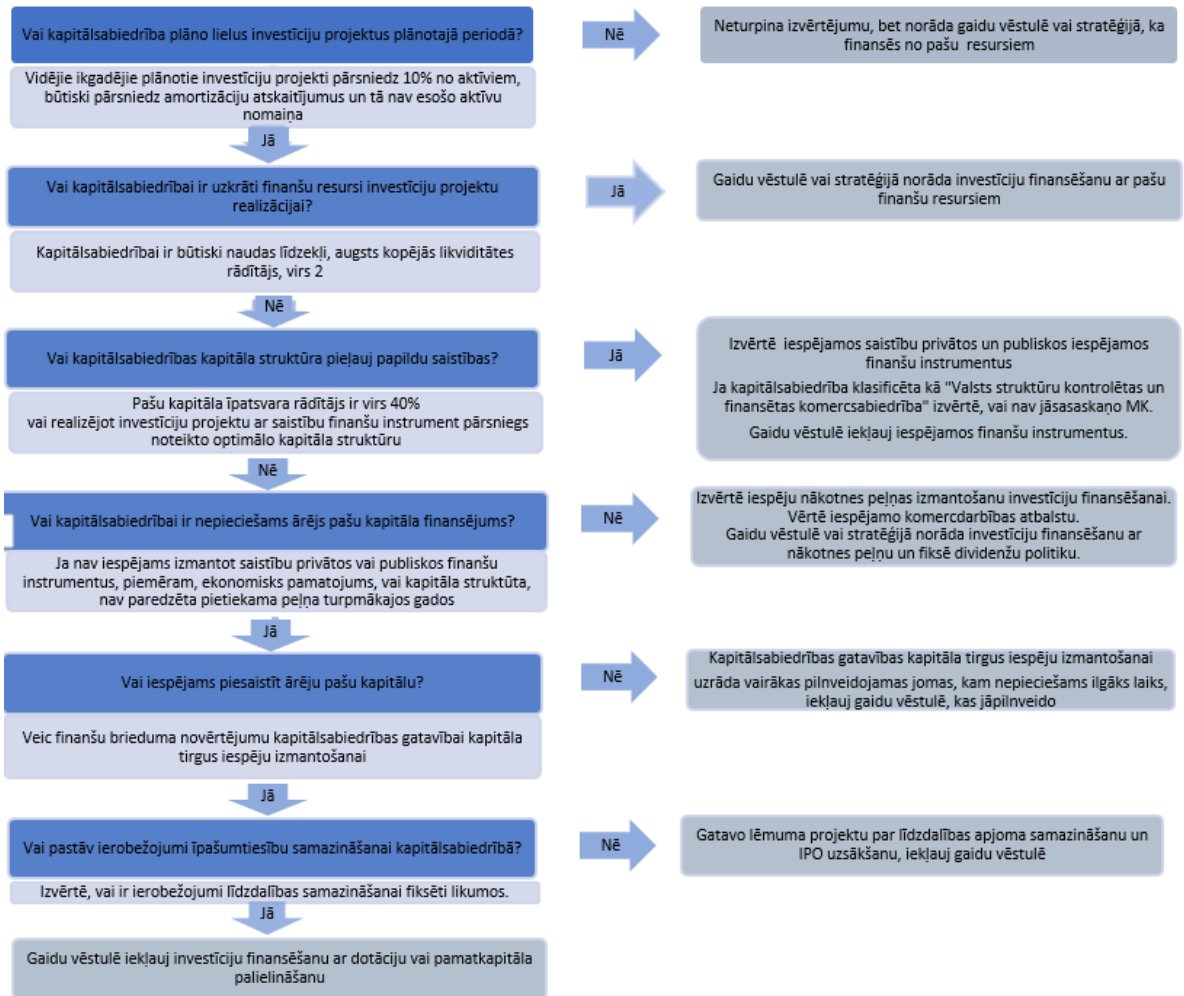 Vai kapitālsabiedrība plāno lielus investīciju projektus plānotajā periodā?
Nē
Neturpina izvērtējumu, bet norāda gaidu vēstulē vai stratēģijā, ka
finansēs no pašu resursiem
Vidējie ikgadējie plānotie investīciju projekti pārsniedz 10% no aktīviem,
būtiski pārsniedz amortizāciju atskaitījumus un tā nav esošo aktīvu
nomaiņa
Jā
Vai kapitālsabiedrībai ir uzkrāti finanšu resursi investīciju projektu
realizācijai?
Jā
Gaidu vēstulē vai stratēģijā norāda investīciju finansēšanu ar pašu
finanšu resursiem
Kapitālsabiedrībai ir būtiski naudas līdzekļi, augsts kopējās likviditātes
rādītājs, virs 2
Nē
Vai kapitālsabiedrības kapitāla struktūra pieļauj papildu saistības?
Jā
Izvērtē iespējamos saistību privātos un publiskos iespējamos
finanšu instrumentus
Ja kapitālsabiedrība klasificēta kā "Valsts struktūru kontrolētas un
finansētas komercsabiedrība" izvērtē, vai nav jāsasaskaņo MK.
Gaidu vēstulē iekļauj iespējamos finanšu instrumentus.
Pašu kapitāla īpatsvara rādītājs ir virs 40%
vai realizējot investīciju projektu ar saistību finanšu instrument pārsniegs
noteikto optimālo kapitāla struktūru
Nē
Vai kapitālsabiedrībai ir nepieciešams ārējs pašu kapitāla finansējums?
Nē
Izvērtē iespēju nākotnes peļņas izmantošanu investīciju finansēšanai.
Vērtē iespējamo komercdarbības atbalstu.
Gaidu vēstulē vai stratēģijā norāda investīciju finansēšanu ar
nākotnes peļņu un fiksē dividenžu politiku.
Ja nav iespējams izmantot saistību privātos vai publiskos finanšu
instrumentus, piemēram, ekonomisks pamatojums, vai kapitāla struktūta,
nav paredzēta pietiekama peļņa turpmākajos gados
Jā
Vai iespējams piesaistīt ārēju pašu kapitālu?
Nē
Kapitālsabiedrības gatavības kapitāla tirgus iespēju izmantošanai
uzrāda vairākas pilnveidojamas jomas, kam nepieciešams ilgāks laiks,
iekļauj gaidu vēstulē, kas jāpilnveido
Veic finanšu brieduma novērtējumu kapitālsabiedrības gatavībai kapitāla
tirgus iespēju izmantošanai
Jā
Vai pastāv ierobežojumi īpašumtiesību samazināšanai kapitālsabiedrībā?
Nē
Gatavo lēmuma projektu par līdzdalības apjoma samazināšanu un
IPO uzsākšanu, iekļauj gaidu vēstulē
Izvērtē, vai ir ierobežojumi līdzdalības samazināšanai fiksēti likumos.
Jā
Gaidu vēstulē iekļauj investīciju finansēšanu ar dotāciju vai pamatkapitāla
palielināšanu